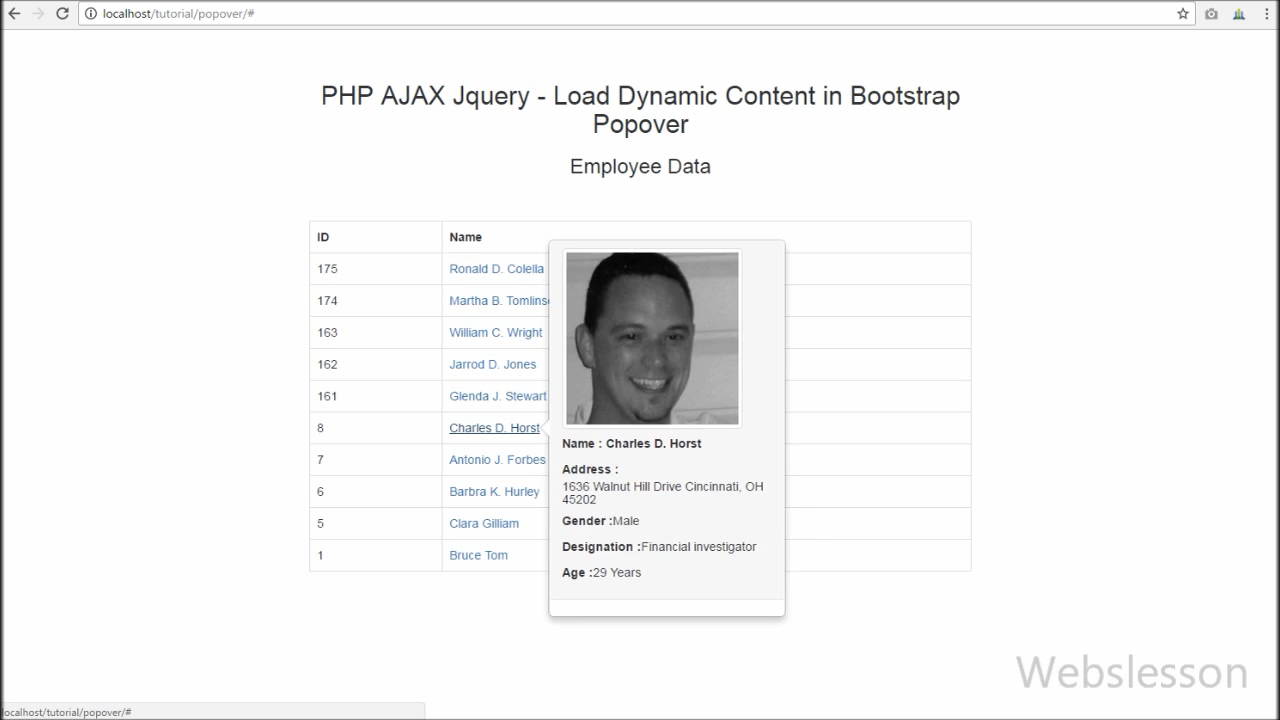 localhost/tutorial/popover/#
PHP AJAX Jquery - Load Dynamic Content in Bootstrap
Popover
Employee Data
ID Name
175 Ronald D. Colella
174 Martha B.
163 William C. Wright
162 Jarrod D. Jones
161 Glenda J. Stewart
8 Charles D. Horst
7 Antonio J. Forbes
6 Barbra K. Hurley
5 Clara Gilliam
1 Bruce Tom
Name : Charles D. Horst
Address :
1636 Walnut Hill Drive Cincinnati, OH
45202
Gender :Male
Designation :Financial investigator
Age :29 Years
Webslesson
localhost/tutorial/popover/#